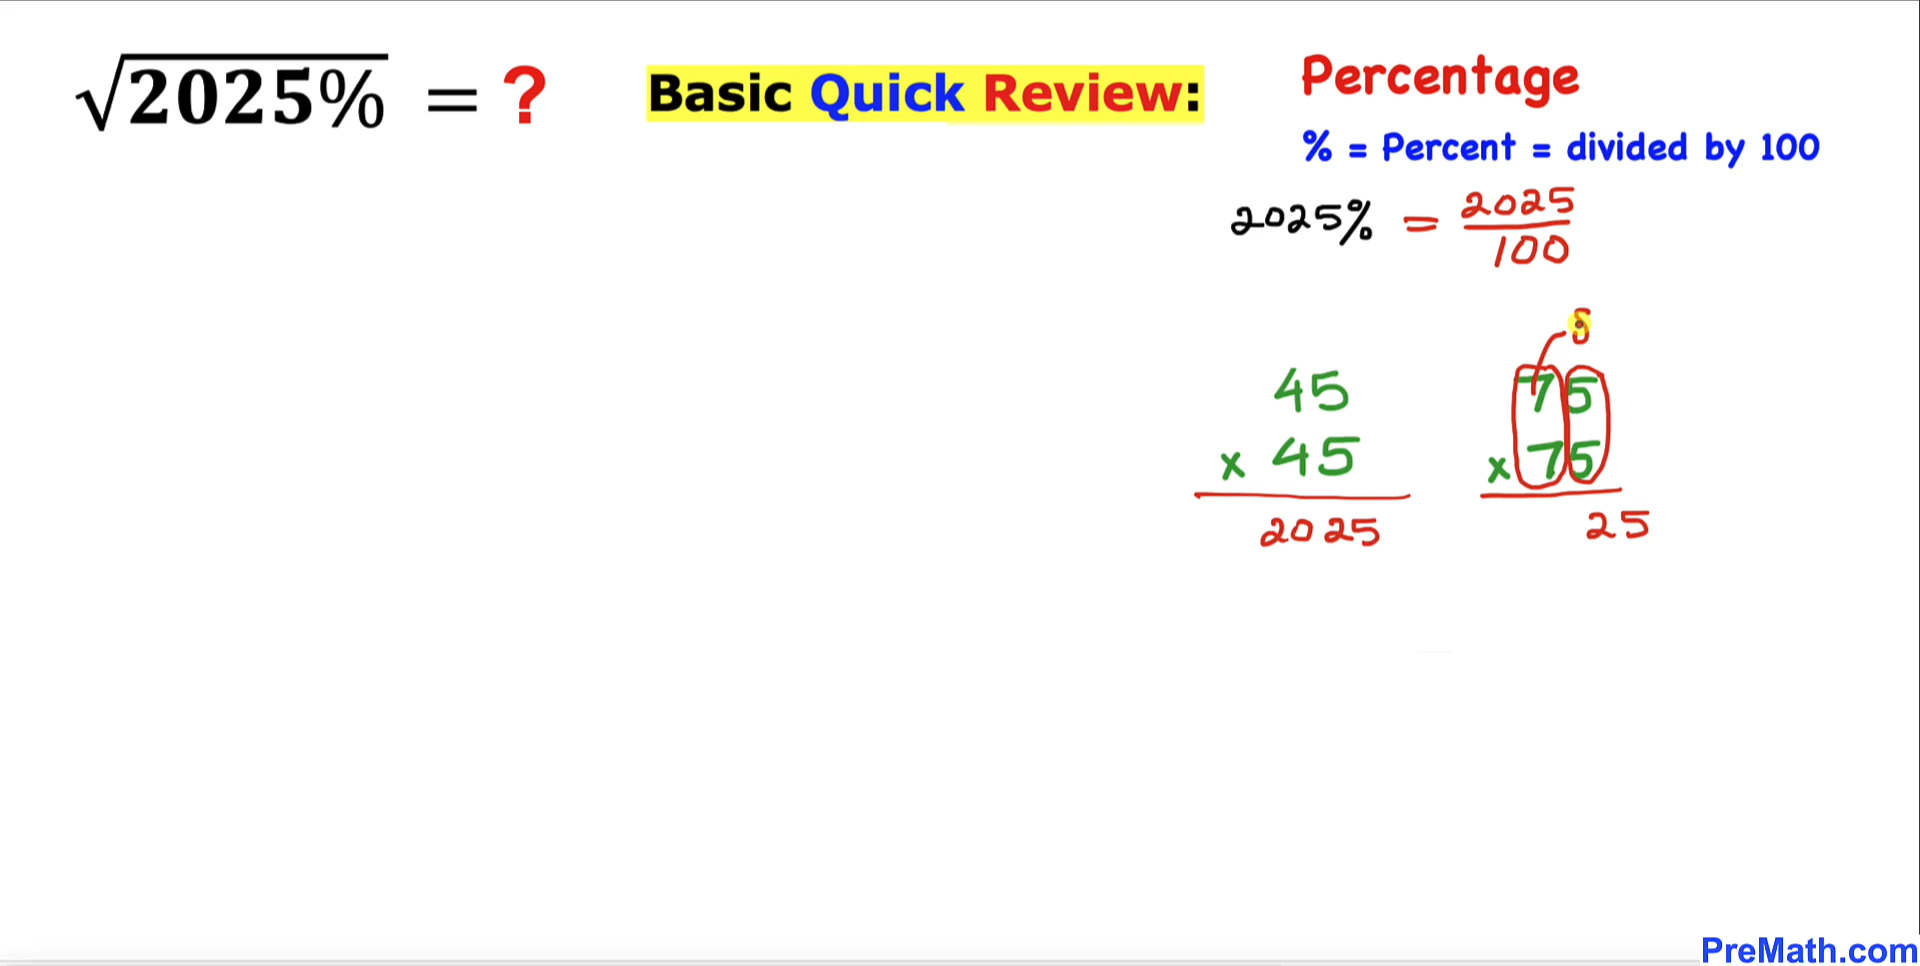 √2025% = ?
Basic Quick Review:
Percentage
% = Percent = divided by 100
2025% = 2025
100
45
x 45
2025
8
75
x 75
25
PreMath.com